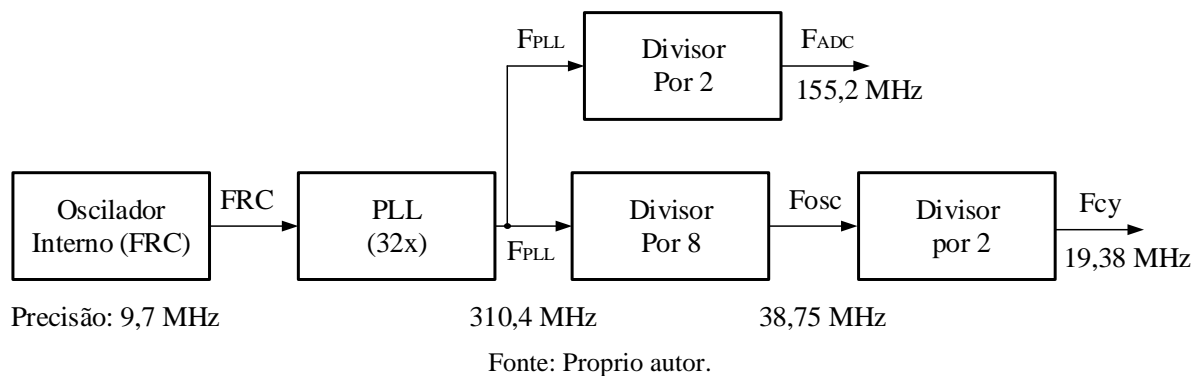 FPLL
Divisor
Por 2
FADC
155,2 MHz
Oscilador
Interno (FRC)
FRC
PLL
(32x)
FPLL
Divisor
Por 8
Fosc
Divisor
por 2
Fcy
19,38 MHz
Precisão: 9,7 MHz
310,4 MHz
38,75 MHz
Fonte: Proprio autor.